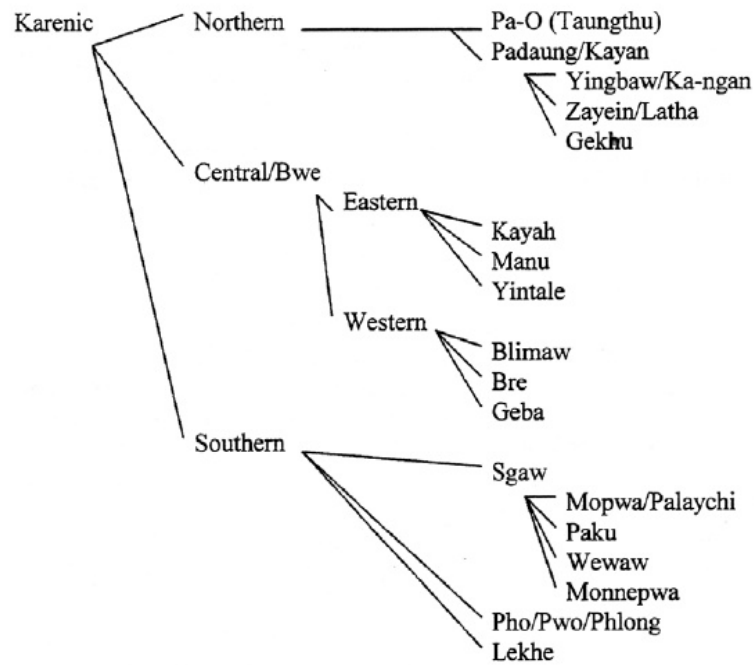 Karenic Northern Pa-O (Taungthu)
Padaung/Kayan
Yingbaw/Ka-ngan
Zayein/Latha
Gekhu
Central/Bwe
Eastern
Kayah
Manu
Yintale
Western
Blimaw
Bre
Geba
Southern
Sgaw
Mopwa/Palaychi
Paku
Wewaw
Monnepwa
Pho/Pwo/Phlong
Lekhe